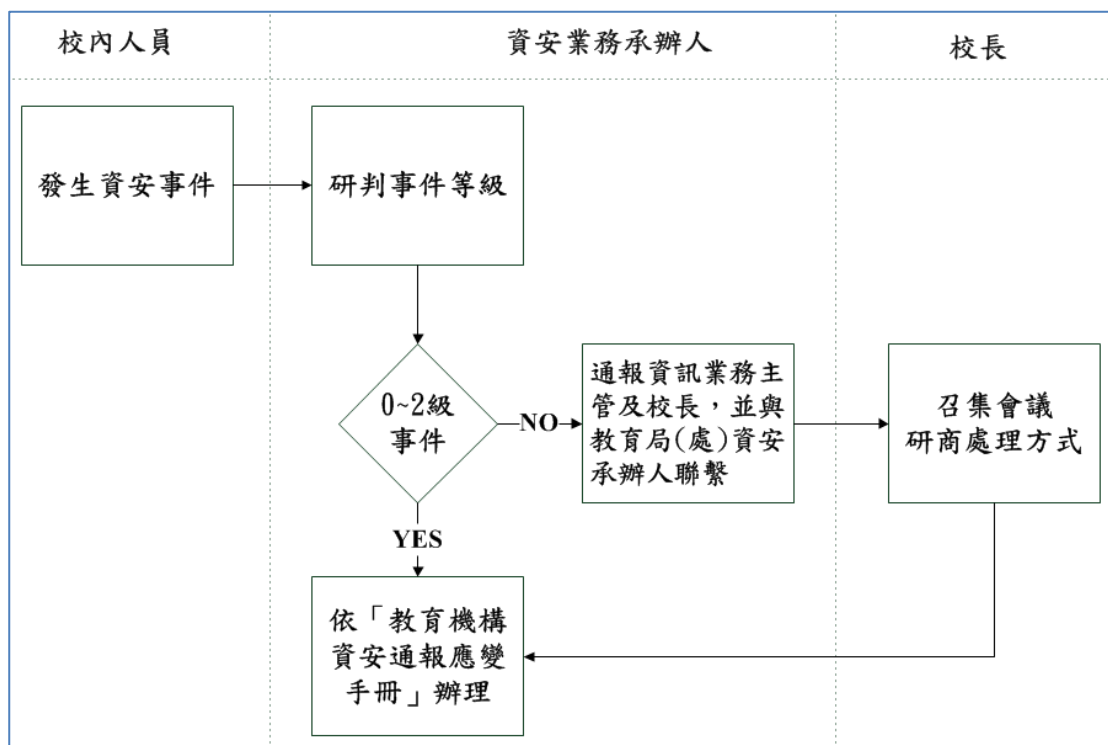 校內人員
資安業務承辦人
校長
發生資安事件
研判事件等級
0~2級
事件
NO
通報資訊業務主
管及校長，並與
教育局(處)資安
承辦人聯繫
召集會議
研商處理方式
YES
依「教育機構
資安通報應變
手冊」辦理